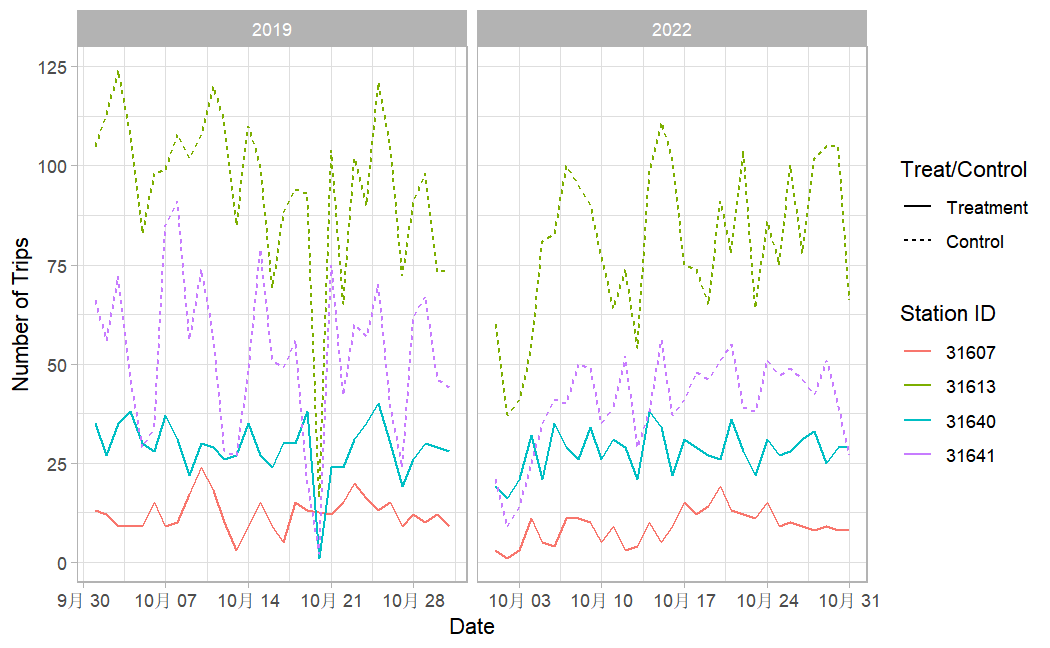 2019
2022
Number of Trips
125
100
75
50
25
0
9月 30
10月 07
10月 14
10月 21
10月 28
10月 03
10月 10
10月 17
10月 24
10月 31
Date
Treat/Control
Treatment
Control
Station ID
31607
31613
31640
31641